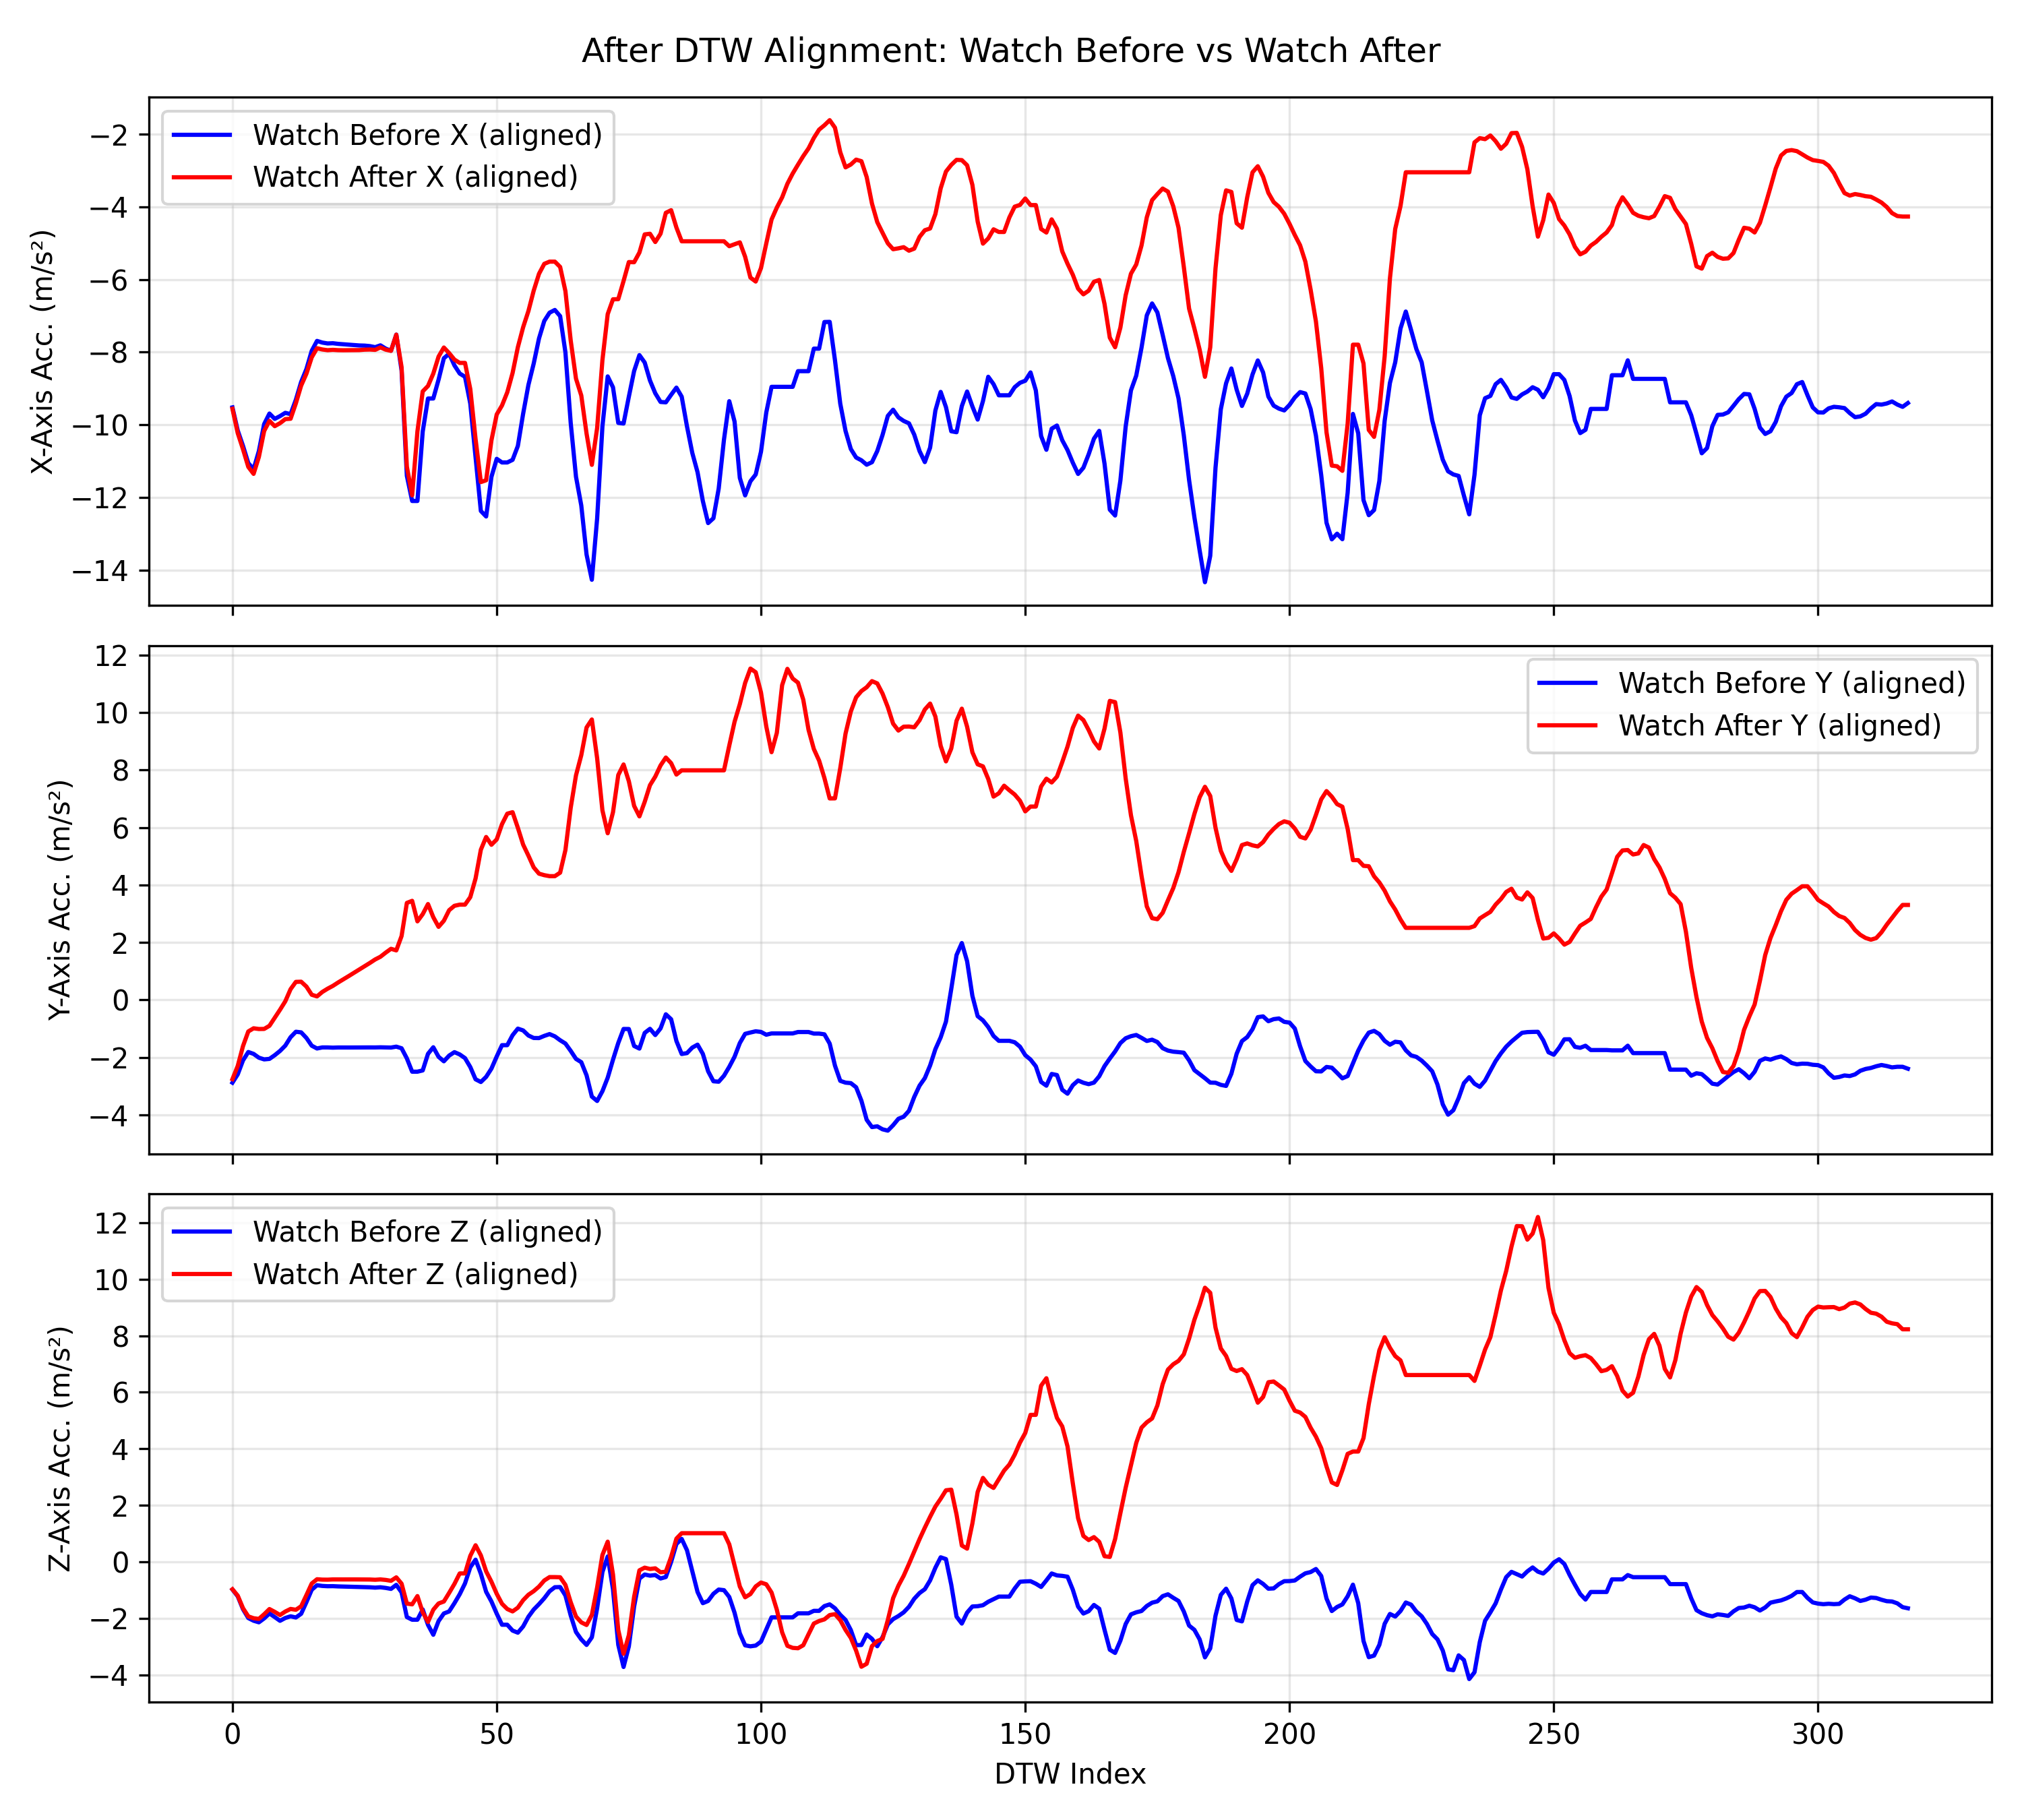 After DTW Alignment: Watch Before vs Watch After
Watch Before X (aligned)
Watch After X (aligned)
X-Axis Acc. (m/s²)
−2
−4
−6
−8
−10
−12
−14
Watch Before Y (aligned)
Watch After Y (aligned)
Y-Axis Acc. (m/s²)
12
10
8
6
4
2
0
−2
−4
Watch Before Z (aligned)
Watch After Z (aligned)
Z-Axis Acc. (m/s²)
12
10
8
6
4
2
0
−2
−4
0 50 100 150 200 250 300
DTW Index